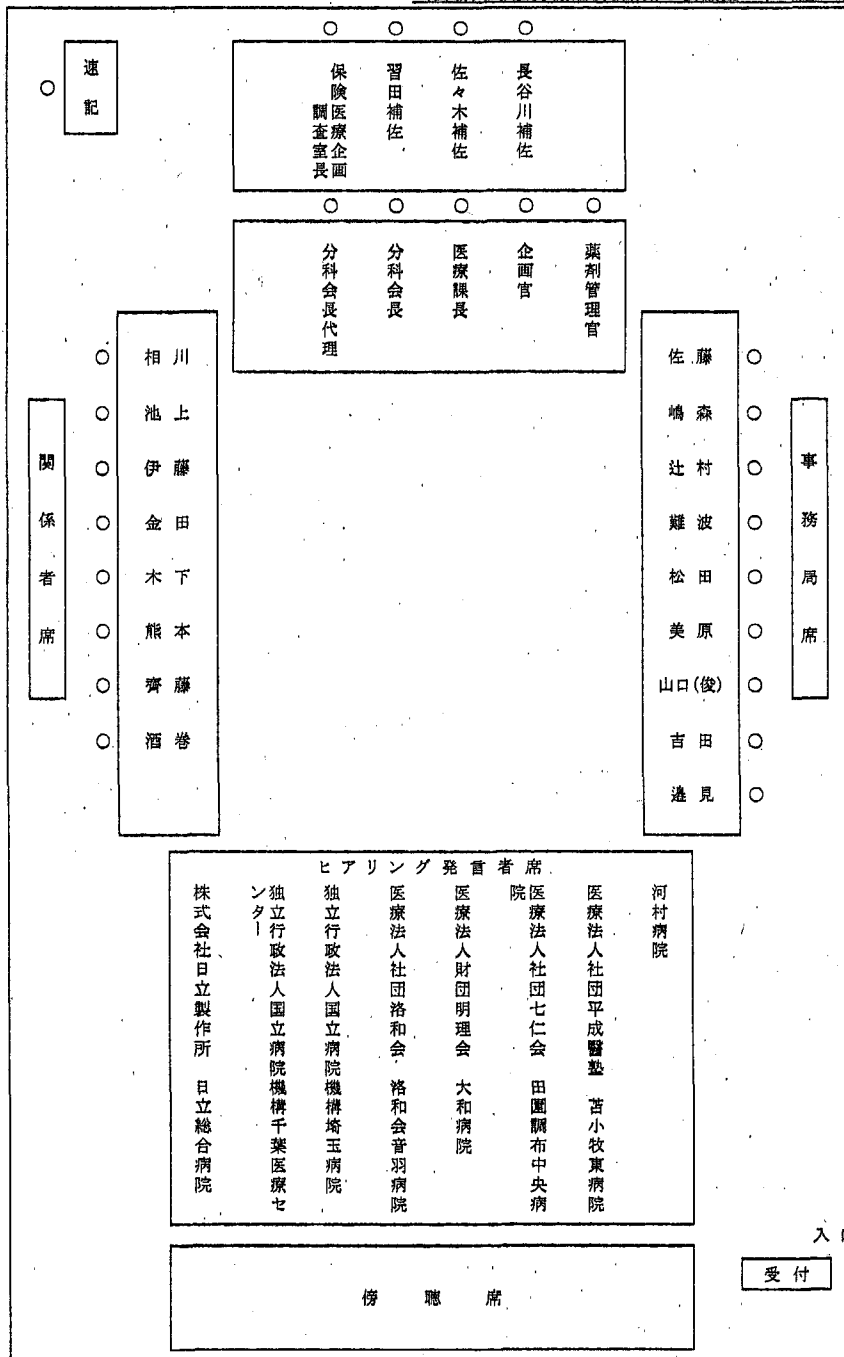 速記
長谷川補佐
佐々木補佐
習田補佐
保険医療企画
調査室長
薬剤管理官
企画官
医療課長
分科会長
分科会長代理
関係者席
相川
池上
伊藤
金田
木下
熊本
齊藤
酒巻
佐藤
嶋森
辻村
難波
松田
美原
山口(俊)
吉田
邉見
事務局席
ヒアリング発言者席
河村病院
医療法人社団平成醫塾 苫小牧東病院
医療法人社団七仁会 田園調布中央病
院
医療法人財団明理会 大和病院
医療法人社団洛和会 洛和会音羽病院
独立行政法人国立病院機構埼玉病院
独立行政法人国立病院機構千葉医療セ
ンター
株式会社日立製作所 日立総合病院
入
受付
傍聴席